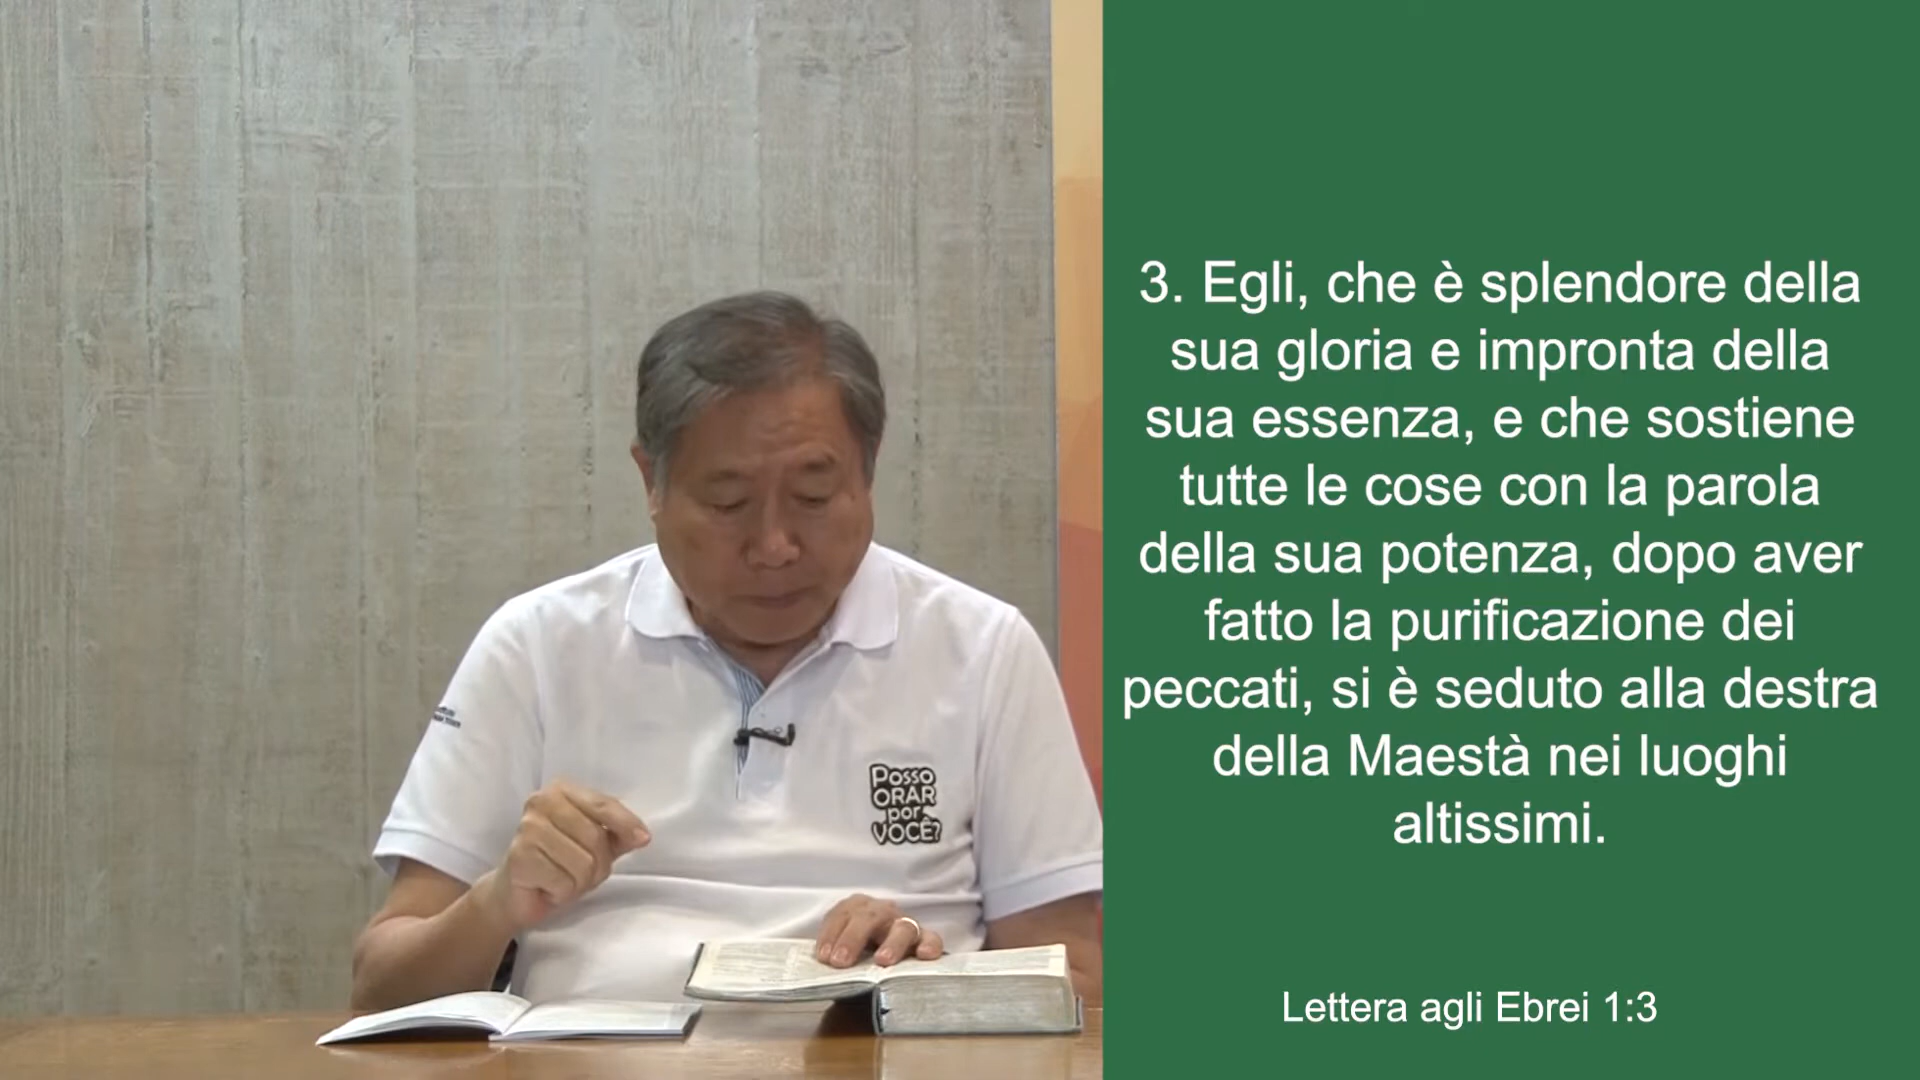 3. Egli, che è splendore della
sua gloria e impronta della
sua essenza, e che sostiene
tutte le cose con la parola
della sua potenza, dopo aver
fatto la purificazione dei
peccati, si è seduto alla destra
della Maestà nei luoghi
altissimi.
Lettera agli Ebrei 1:3
Posso
ORAR
por
VOCÊ?